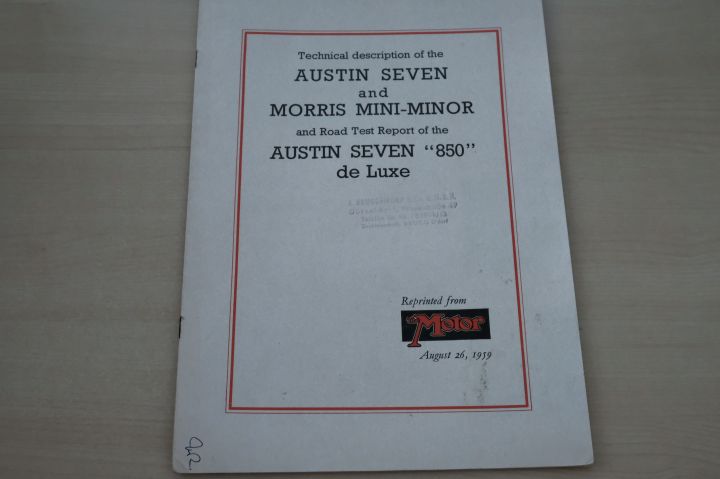 Technical description of the
AUSTIN SEVEN
and
MORRIS MINI-MINOR
and Road Test Report of the
AUSTIN SEVEN “850”
de Luxe
Reprinted from
The Motor
August 26, 1959